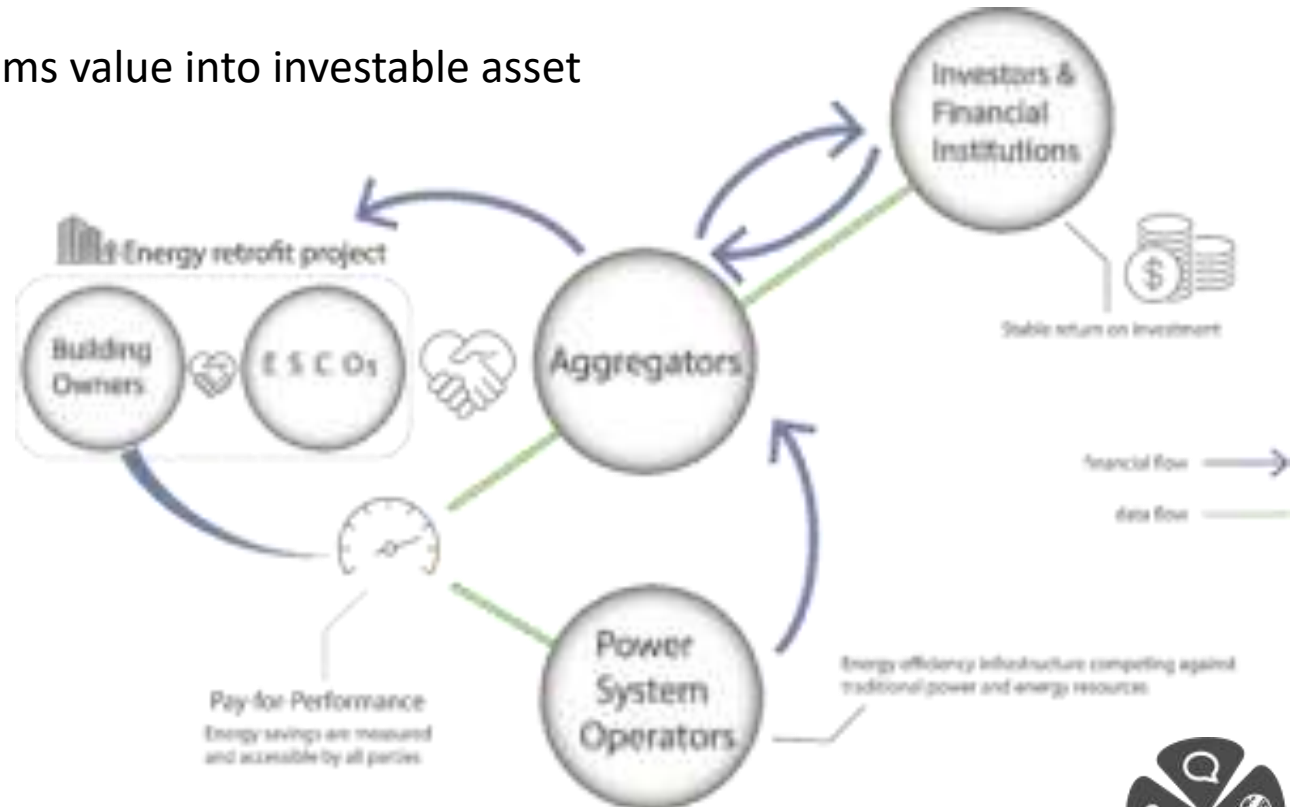 ms value into investable asset
Investors &
Financial
Institutions
Energy retrofit project
Building
Owners
E S C Os
Aggregators
Stable return on investment
financial flow
data flow
Power
System
Operators
Energy efficiency infrastructure competing against
traditional power and energy resources
Pay-for-Performance
Energy savings are measured
and accessible by all parties